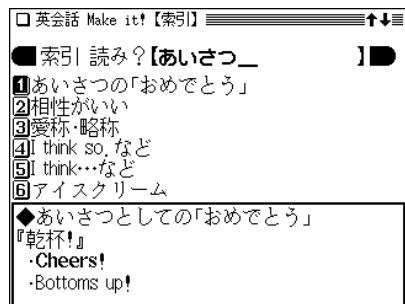 □ 英会話 Make it!【索引】 ↑↓
索引 読み?【あいさつ__ 】
1あいさつの「おめでとう」
2相性がいい
3愛称·略称
4I think so.など
5I think…など
6アイスクリーム
◆あいさつとしての「おめでとう」
『乾杯!』
·Cheers!
·Bottoms up!